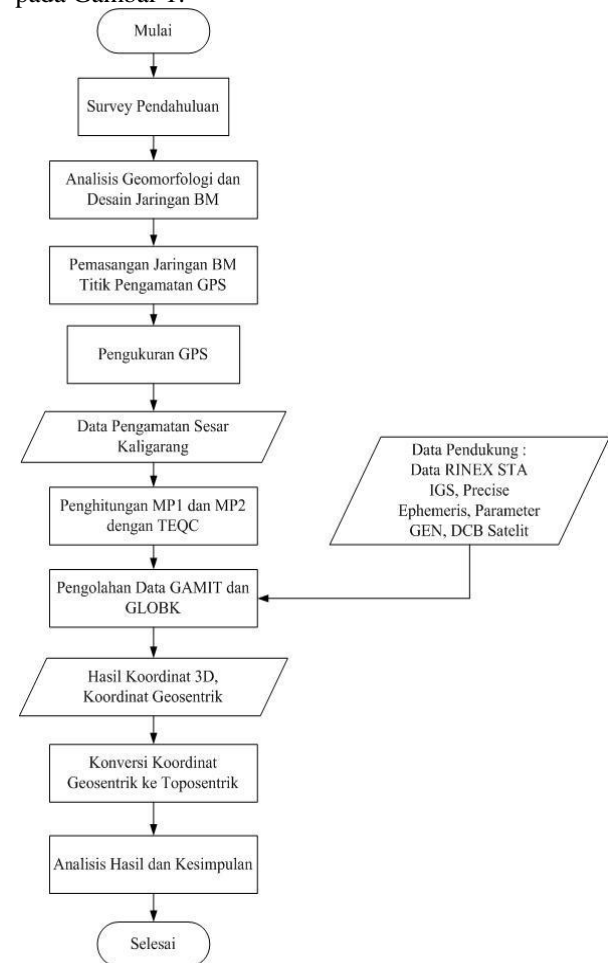 pada Gambar 1.
Mulai
Survey Pendahuluan
Analisis Geomorfologi dan
Desain Jaringan BM
Pemasangan Jaringan BM
Titik Pengamatan GPS
Pengukuran GPS
Data Pengamatan Sesar
Kaligarang
Data Pendukung :
Data RINEX STA
IGS, Precise
Ephemeris, Parameter
GEN, DCB Satelit
Penghitungan MP1 and MP2
dengan TEQC
Pengolahan Data GAMIT dan
GLOBK
Hasil Koordinat 3D,
Koordinat Geosentrik
Konversi Koordinat
Geosentrik ke Toposentrik
Analisis Hasil dan Kesimpulan
Selesai